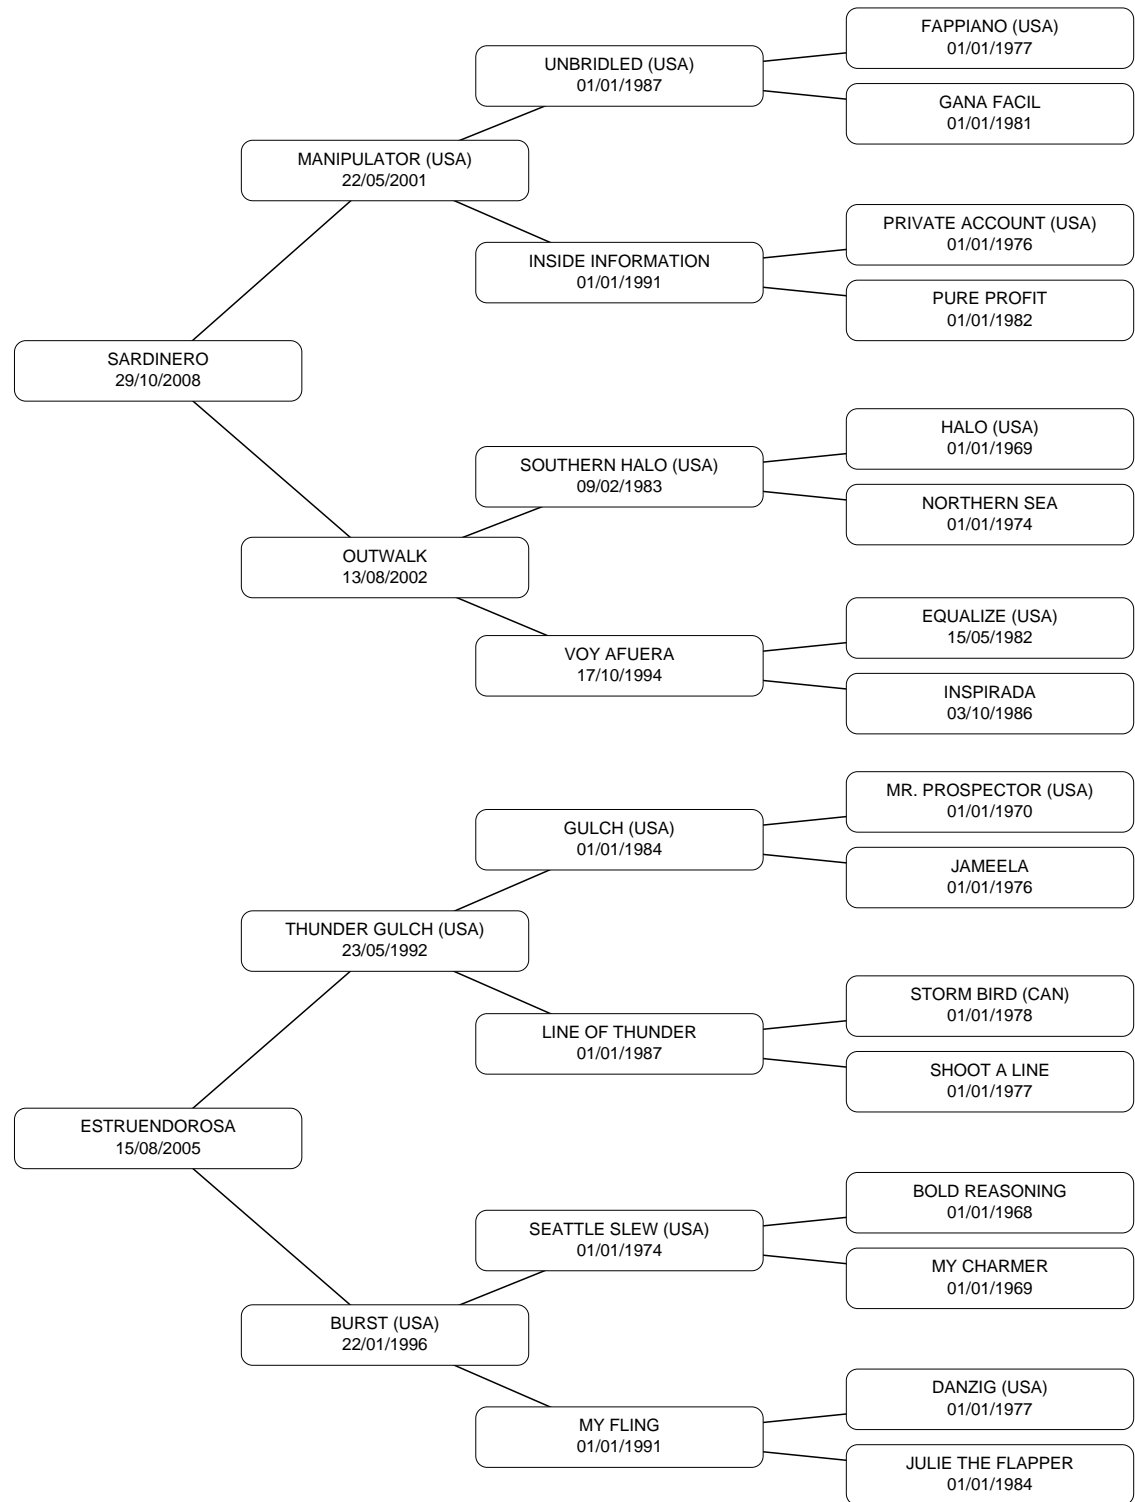 FAPPIANO (USA)
01/01/1977
UNBRIDLED (USA)
01/01/1987
GANA FACIL
01/01/1981
MANIPULATOR (USA)
22/05/2001
PRIVATE ACCOUNT (USA)
01/01/1976
INSIDE INFORMATION
01/01/1991
PURE PROFIT
01/01/1982
SARDINERO
29/10/2008
HALO (USA)
01/01/1969
SOUTHERN HALO (USA)
09/02/1983
NORTHERN SEA
01/01/1974
OUTWALK
13/08/2002
EQUALIZE (USA)
15/05/1982
VOY AFUERA
17/10/1994
INSPIRADA
03/10/1986
MR. PROSPECTOR (USA)
01/01/1970
GULCH (USA)
01/01/1984
JAMEELA
01/01/1976
THUNDER GULCH (USA)
23/05/1992
STORM BIRD (CAN)
01/01/1978
LINE OF THUNDER
01/01/1987
SHOOT A LINE
01/01/1977
ESTRUENDOROSA
15/08/2005
BOLD REASONING
01/01/1968
SEATTLE SLEW (USA)
01/01/1974
MY CHARMER
01/01/1969
BURST (USA)
22/01/1996
DANZIG (USA)
01/01/1977
MY FLING
01/01/1991
JULIE THE FLAPPER
01/01/1984